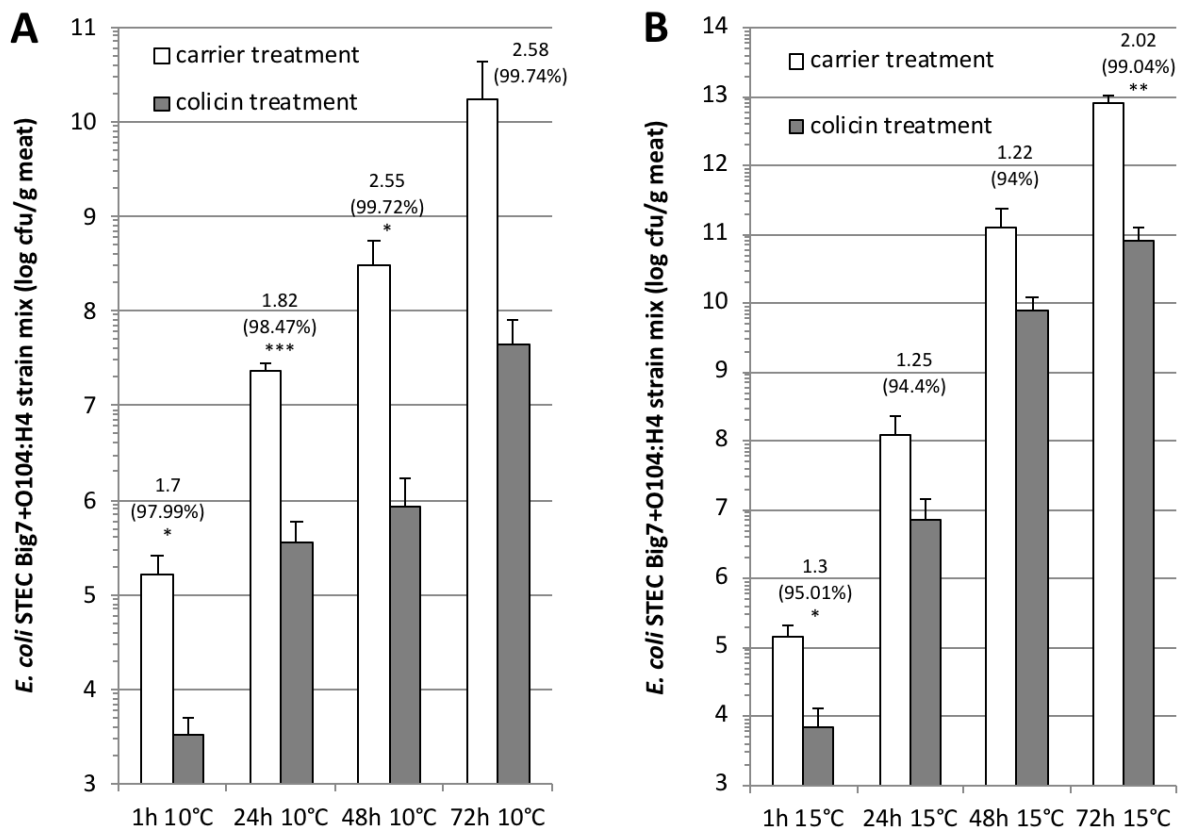 A
carrier treatment
colicin treatment
E. coli STEC Big7+O104:H4 strain mix (log cfu/g meat)
11
10
9
8
7
6
5
4
3
1.7
(97.99%)
*
1.82
(98.47%)
***
2.55
(99.72%)
*
2.58
(99.74%)
1h 10°C
24h 10°C
48h 10°C
72h 10°C
B
carrier treatment
colicin treatment
E. coli STEC Big7+O104:H4 strain mix (log cfu/g meat)
14
13
12
11
10
9
8
7
6
5
4
3
1.3
(95.01%)
*
1.25
(94.4%)
1.22
(94%)
2.02
(99.04%)
**
1h 15°C
24h 15°C
48h 15°C
72h 15°C